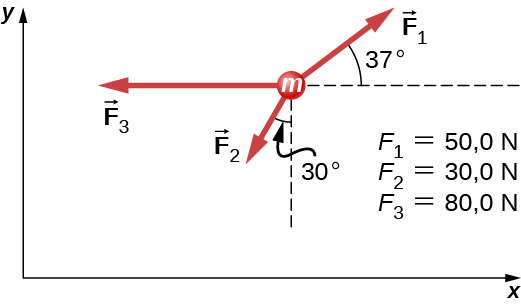 y
F⃗₁
37°
m
F⃗₃
F⃗₂
30°
F₁ = 50,0 N
F₂ = 30,0 N
F₃ = 80,0 N
x